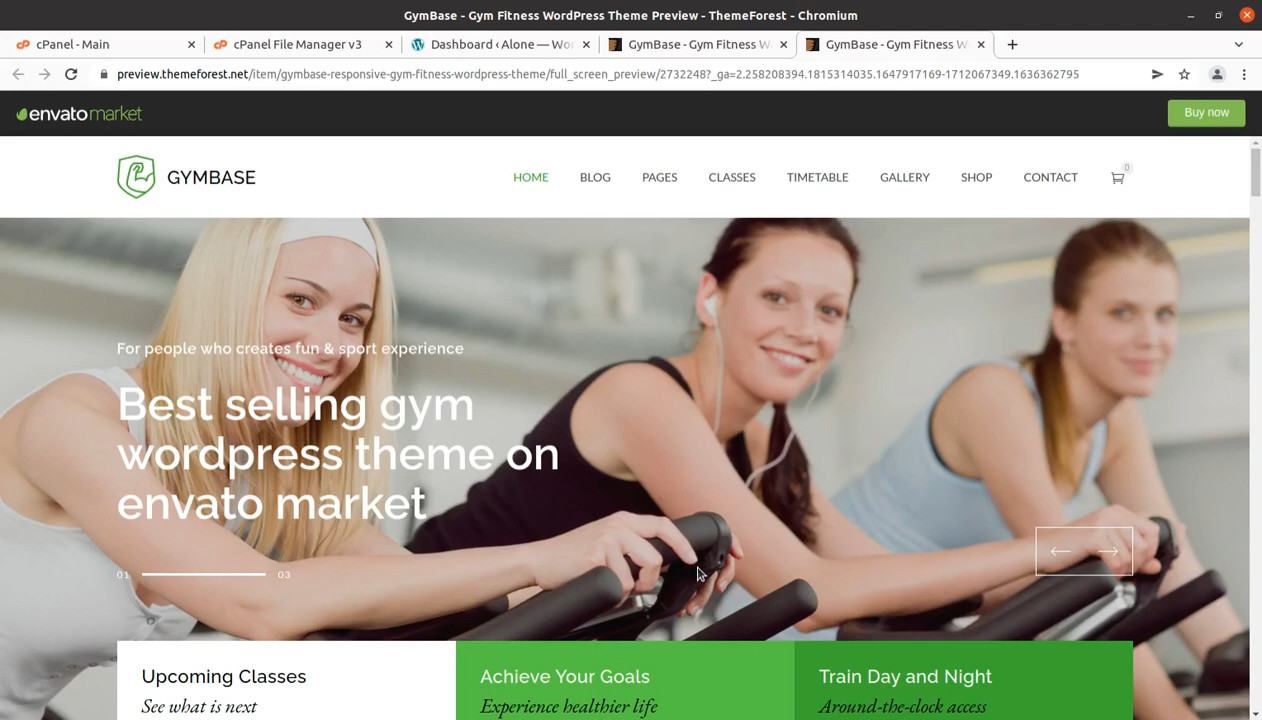 GymBase - Gym Fitness WordPress Theme Preview - ThemeForest - Chromium
cPanel - Main
cPanel File Manager v3
Dashboard ‹ Alone — Wo
GymBase - Gym Fitness W
GymBase - Gym Fitness W
preview.themeforest.net/item/gymbase-responsive-gym-fitness-wordpress-theme/full_screen_preview/2732248?_ga=2.258208394.1815314035.1647917169-1712067349.1636362795
envatomarket
Buy now
GYMBASE
HOME
BLOG
PAGES
CLASSES
TIMETABLE
GALLERY
SHOP
CONTACT
0
For people who creates fun & sport experience
Best selling gym
wordpress theme on
envato market
01
03
Upcoming Classes
See what is next
Achieve Your Goals
Experience healthier life
Train Day and Night
Around-the-clock access